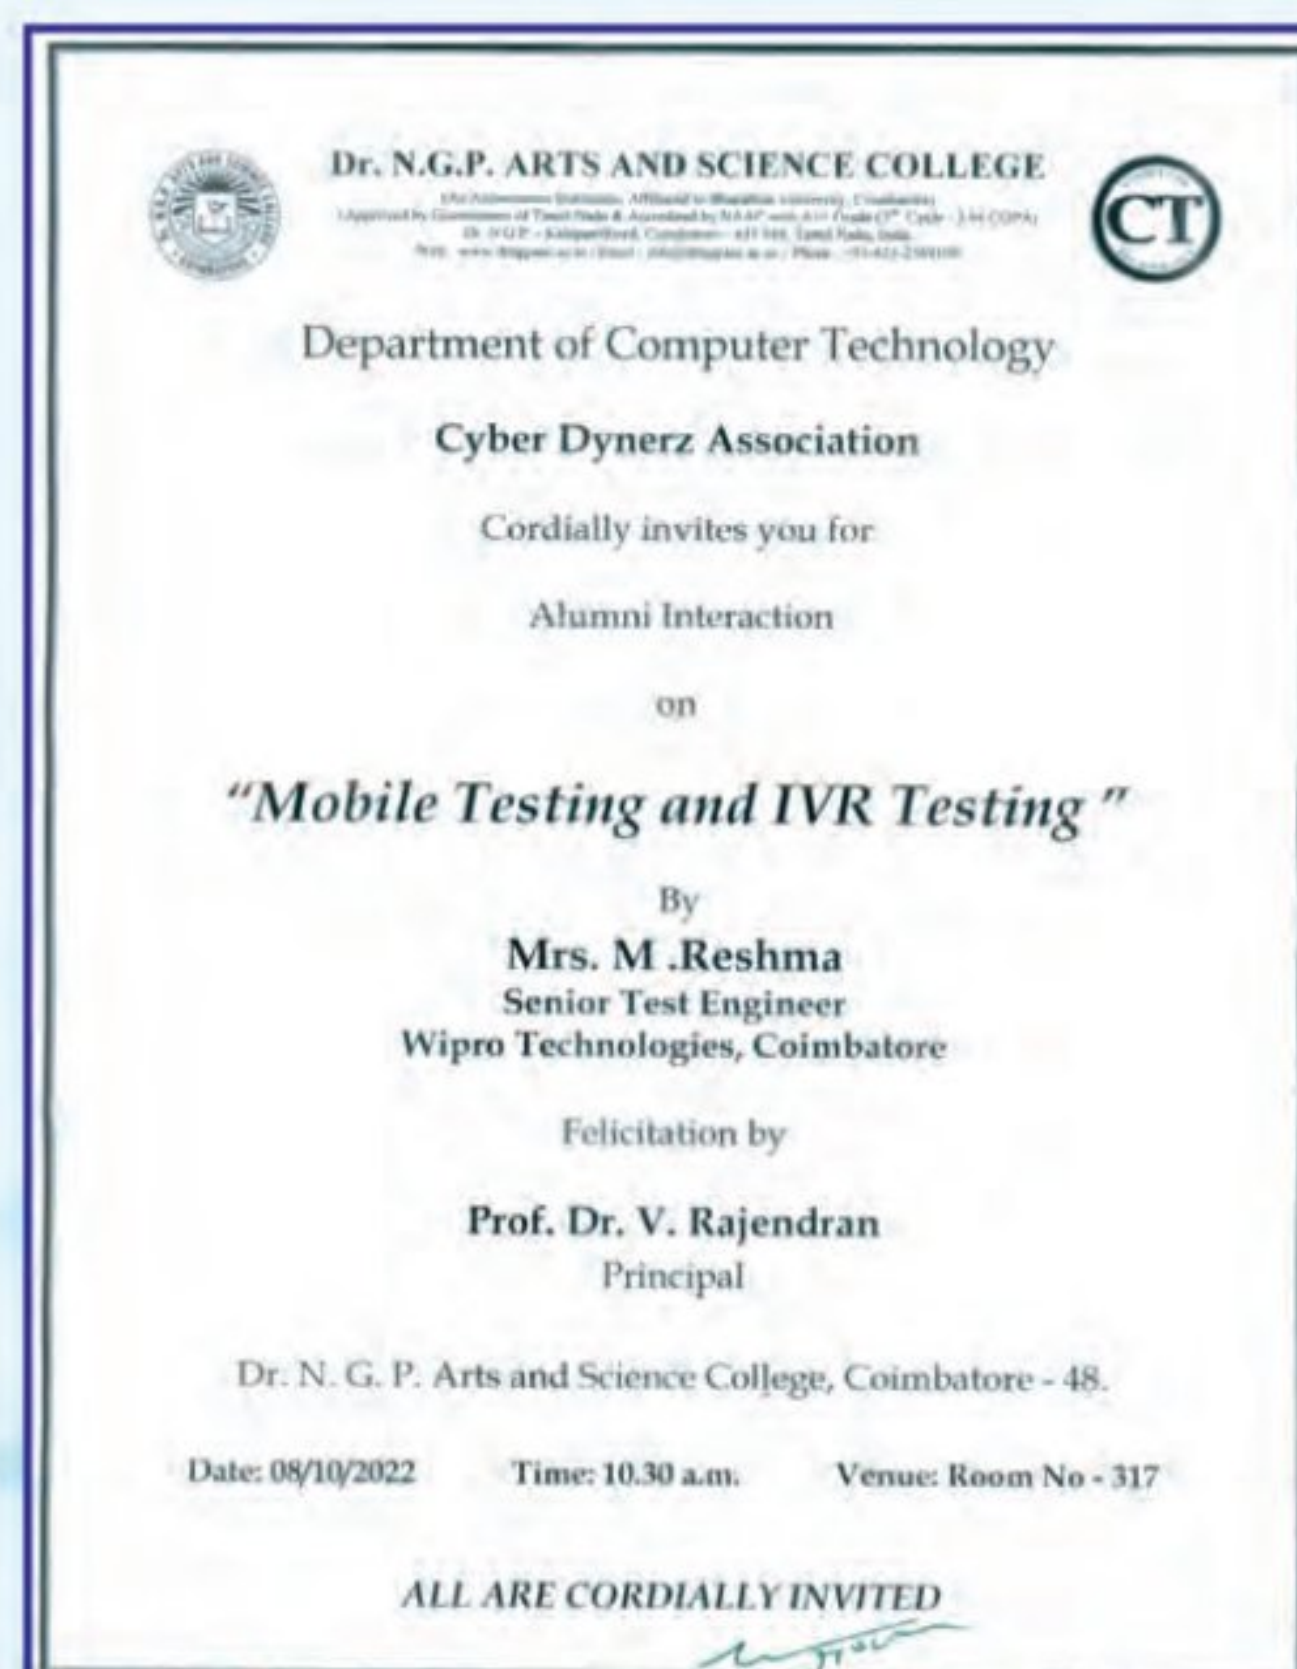 Dr. N.G.P. ARTS AND SCIENCE COLLEGE
Department of Computer Technology
CT
Cyber Dynerz Association
Cordially invites you for
Alumni Interaction
on
“Mobile Testing and IVR Testing ”
By
Mrs. M .Reshma
Senior Test Engineer
Wipro Technologies, Coimbatore
Felicitation by
Prof. Dr. V. Rajendran
Principal
Dr. N. G. P. Arts and Science College, Coimbatore - 48.
Date: 08/10/2022 Time: 10.30 a.m. Venue: Room No - 317
ALL ARE CORDIALLY INVITED